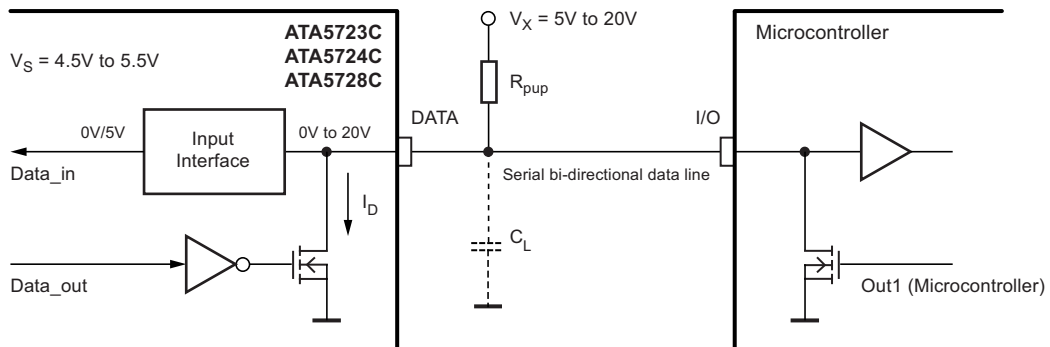 V_X = 5V to 20V
ATA5723C
ATA5724C
ATA5728C
V_S = 4.5V to 5.5V
Microcontroller
R_pup
0V/5V
Input
Interface
0V to 20V
DATA
I/O
Data_in
Serial bi-directional data line
I_D
C_L
Data_out
Out1 (Microcontroller)